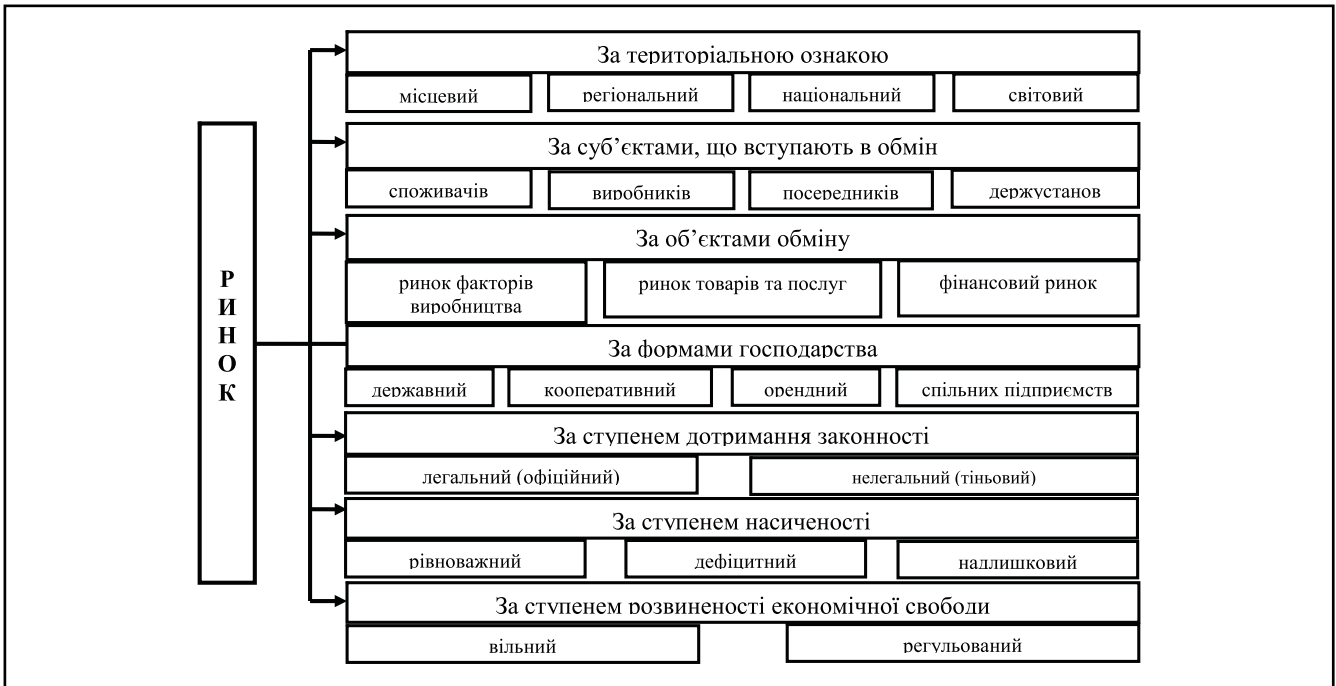 За територіальною ознакою
місцевий регіональний національний світовий
За суб’єктами, що вступають в обмін
споживачів виробників посередників держустанов
За об’єктами обміну
ринок факторів виробництва ринок товарів та послуг фінансовий ринок
РИНОК
За формами господарства
державний кооперативний орендний спільних підприємств
За ступенем дотримання законності
легальний (офіційний) нелегальний (тіньовий)
За ступенем насиченості
рівноважний дефіцитний надлишковий
За ступенем розвиненості економічної свободи
вільний регульований